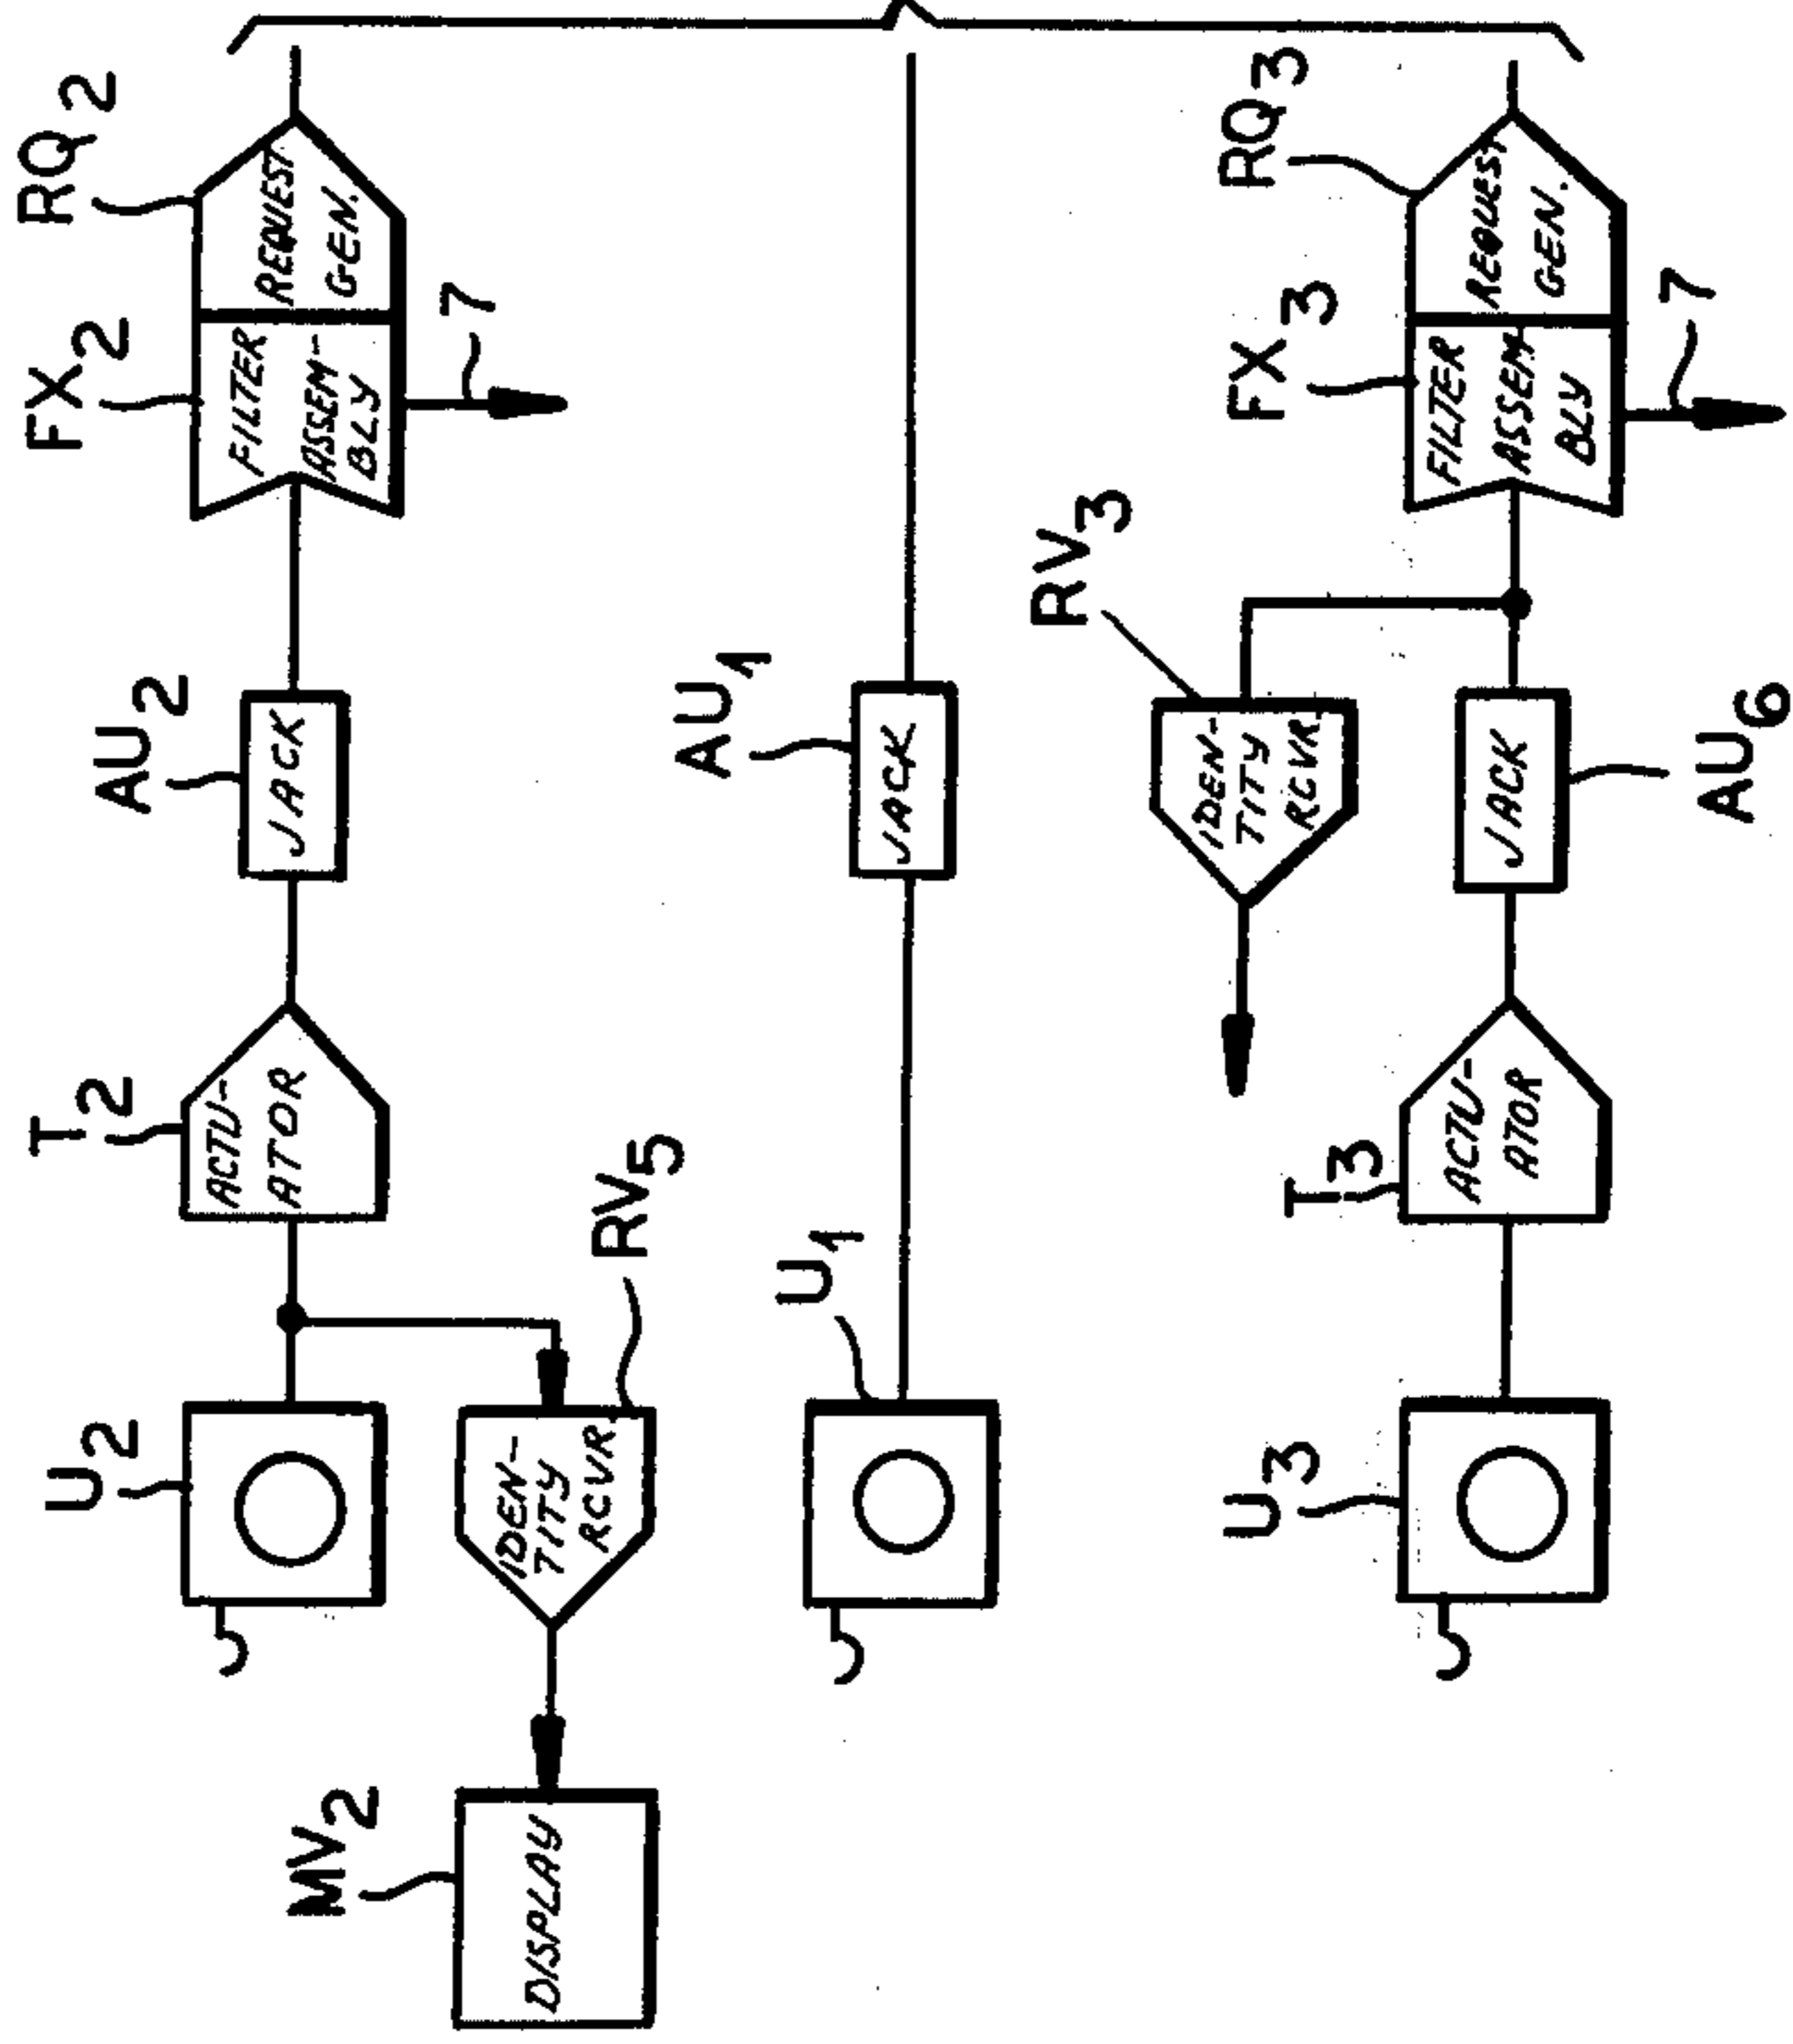 MV2
DISPLAY
U2
RV5
IDEN-
TITY
RCVR
T2
ACTU-
ATOR
AU2
JACK
FX2
FILTER
ASSEM-
BLY
7
RQ2
REQUEST
GEN.
U1
AU1
JACK
U3
T3
ACTU-
ATOR
AU6
JACK
RV3
IDEN-
TITY
RCVR.
FX3
FILTER
ASSEM
BLY
7
RQ3
REQUEST
GEN.